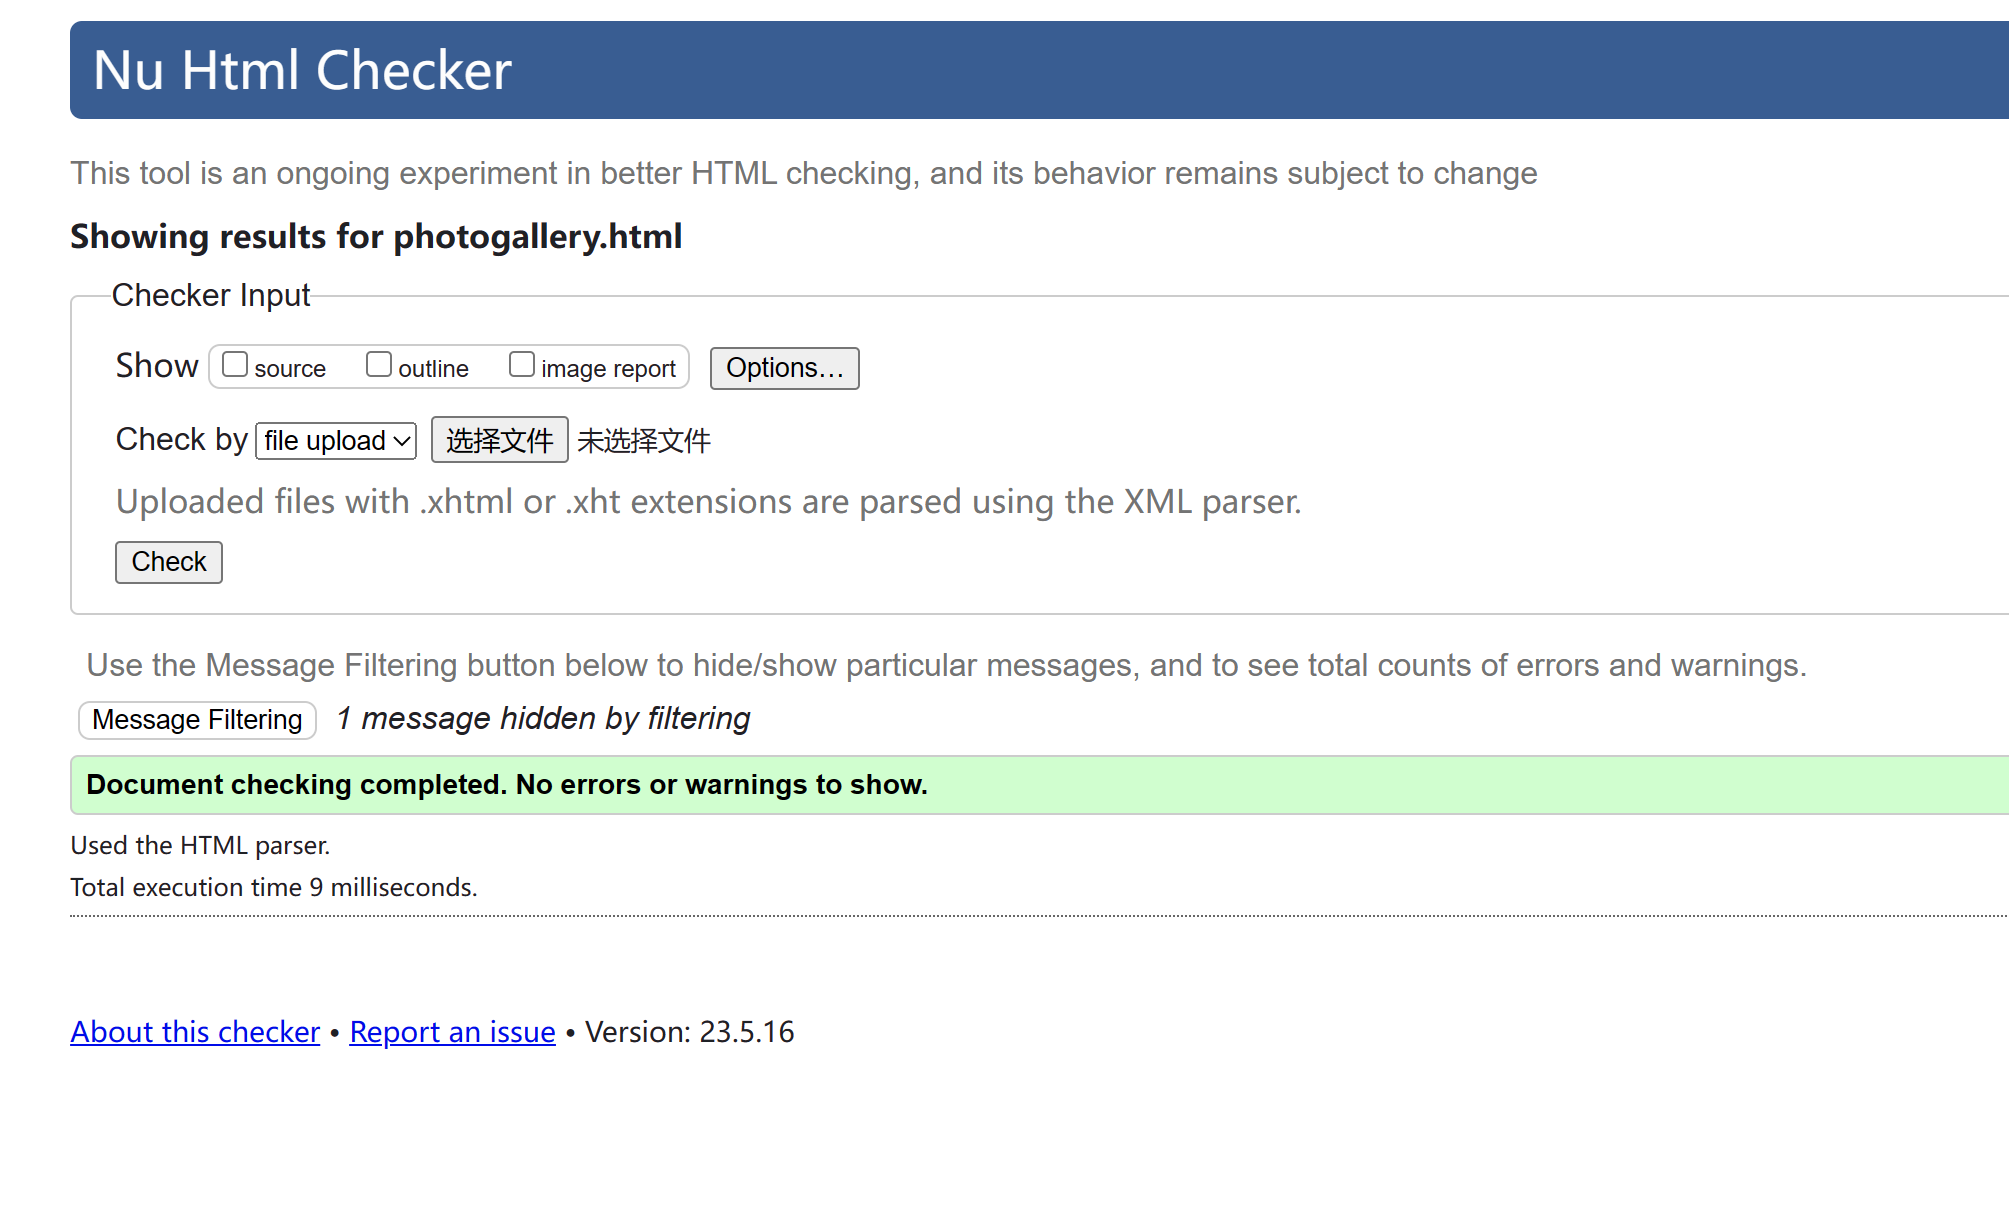 Nu Html Checker
This tool is an ongoing experiment in better HTML checking, and its behavior remains subject to change
Showing results for photogallery.html
Checker Input
Show source outline image report Options…
Check by file upload 选择文件 未选择文件
Uploaded files with .xhtml or .xht extensions are parsed using the XML parser.
Check
Use the Message Filtering button below to hide/show particular messages, and to see total counts of errors and warnings.
Message Filtering 1 message hidden by filtering
Document checking completed. No errors or warnings to show.
Used the HTML parser.
Total execution time 9 milliseconds.
About this checker • Report an issue • Version: 23.5.16